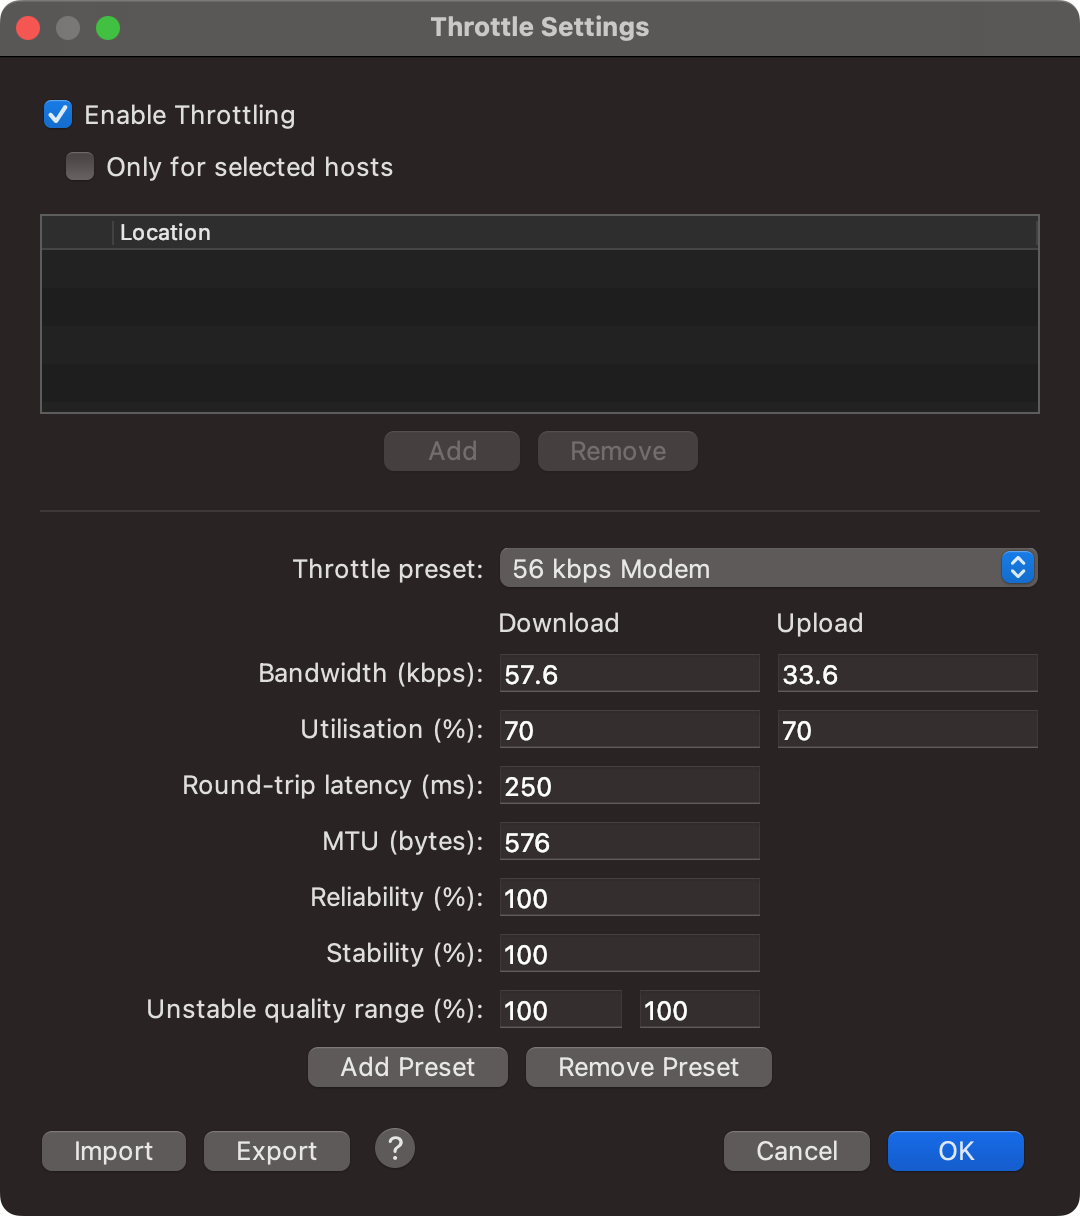 Throttle Settings
Enable Throttling
Only for selected hosts
Location
Add Remove
Throttle preset: 56 kbps Modem
Download Upload
Bandwidth (kbps): 57.6 33.6
Utilisation (%): 70 70
Round-trip latency (ms): 250
MTU (bytes): 576
Reliability (%): 100
Stability (%): 100
Unstable quality range (%): 100 100
Add Preset Remove Preset
Import Export ? Cancel OK